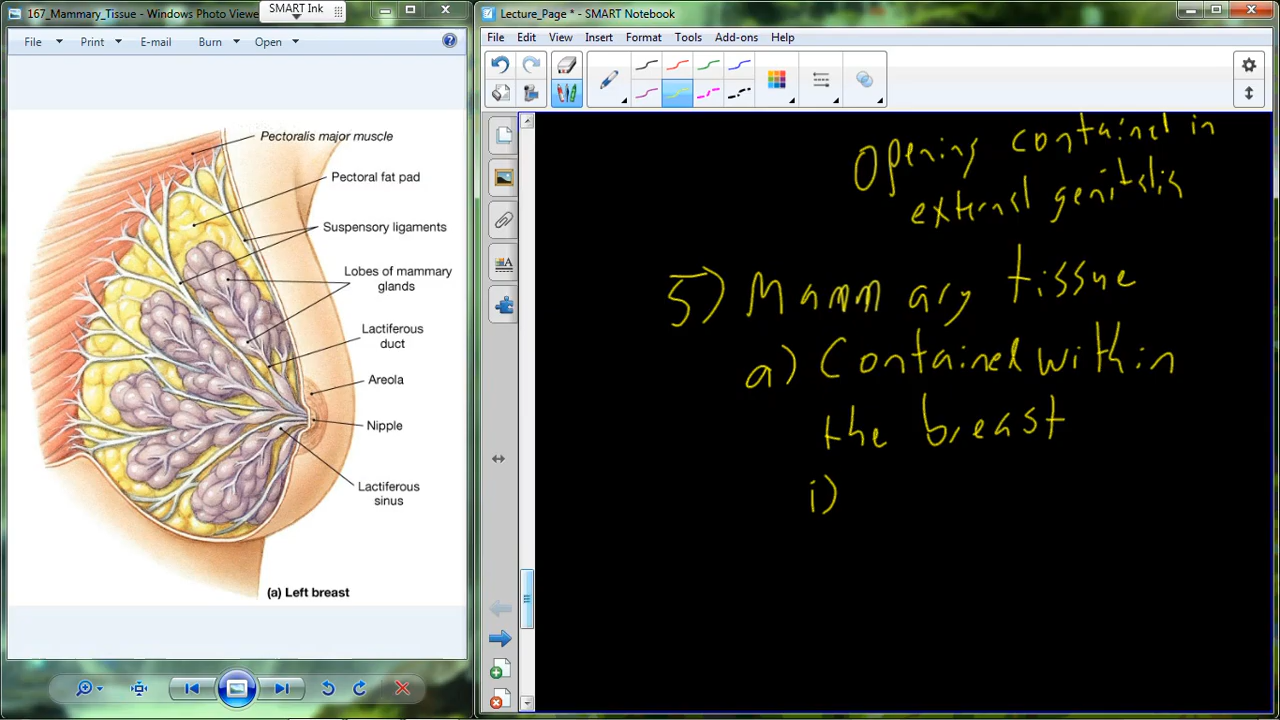 167_Mammary_Tissue - Windows Photo Viewe
SMART Ink
File Print E-mail Burn Open
Pectoralis major muscle
Pectoral fat pad
Suspensory ligaments
Lobes of mammary
glands
Lactiferous
duct
Areola
Nipple
Lactiferous
sinus
(a) Left breast
Lecture_Page * - SMART Notebook
File Edit View Insert Format Tools Add-ons Help
Opening contained in
external genitalia
5) Mammary tissue
a) Contained within
the breast
i)